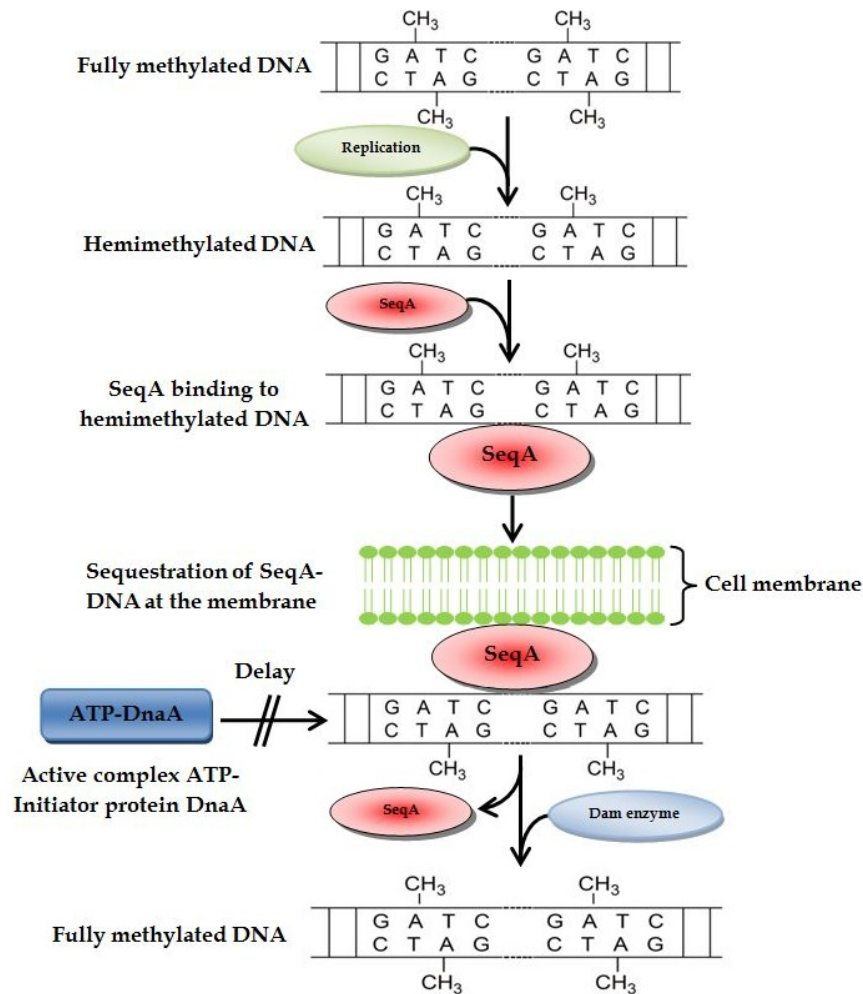 CH₃ CH₃
Fully methylated DNA
G A T C G A T C
C T A G C T A G
CH₃ CH₃
Replication
CH₃ CH₃
Hemimethylated DNA
G A T C G A T C
C T A G C T A G
SeqA
CH₃ CH₃
SeqA binding to
hemimethylated DNA
G A T C G A T C
C T A G C T A G
SeqA
Sequestration of SeqA-
DNA at the membrane
Cell membrane
SeqA
Delay
ATP-DnaA
G A T C G A T C
C T A G C T A G
CH₃ CH₃
Active complex ATP-
Initiator protein DnaA
SeqA
Dam enzyme
CH₃ CH₃
Fully methylated DNA
G A T C G A T C
C T A G C T A G
CH₃ CH₃